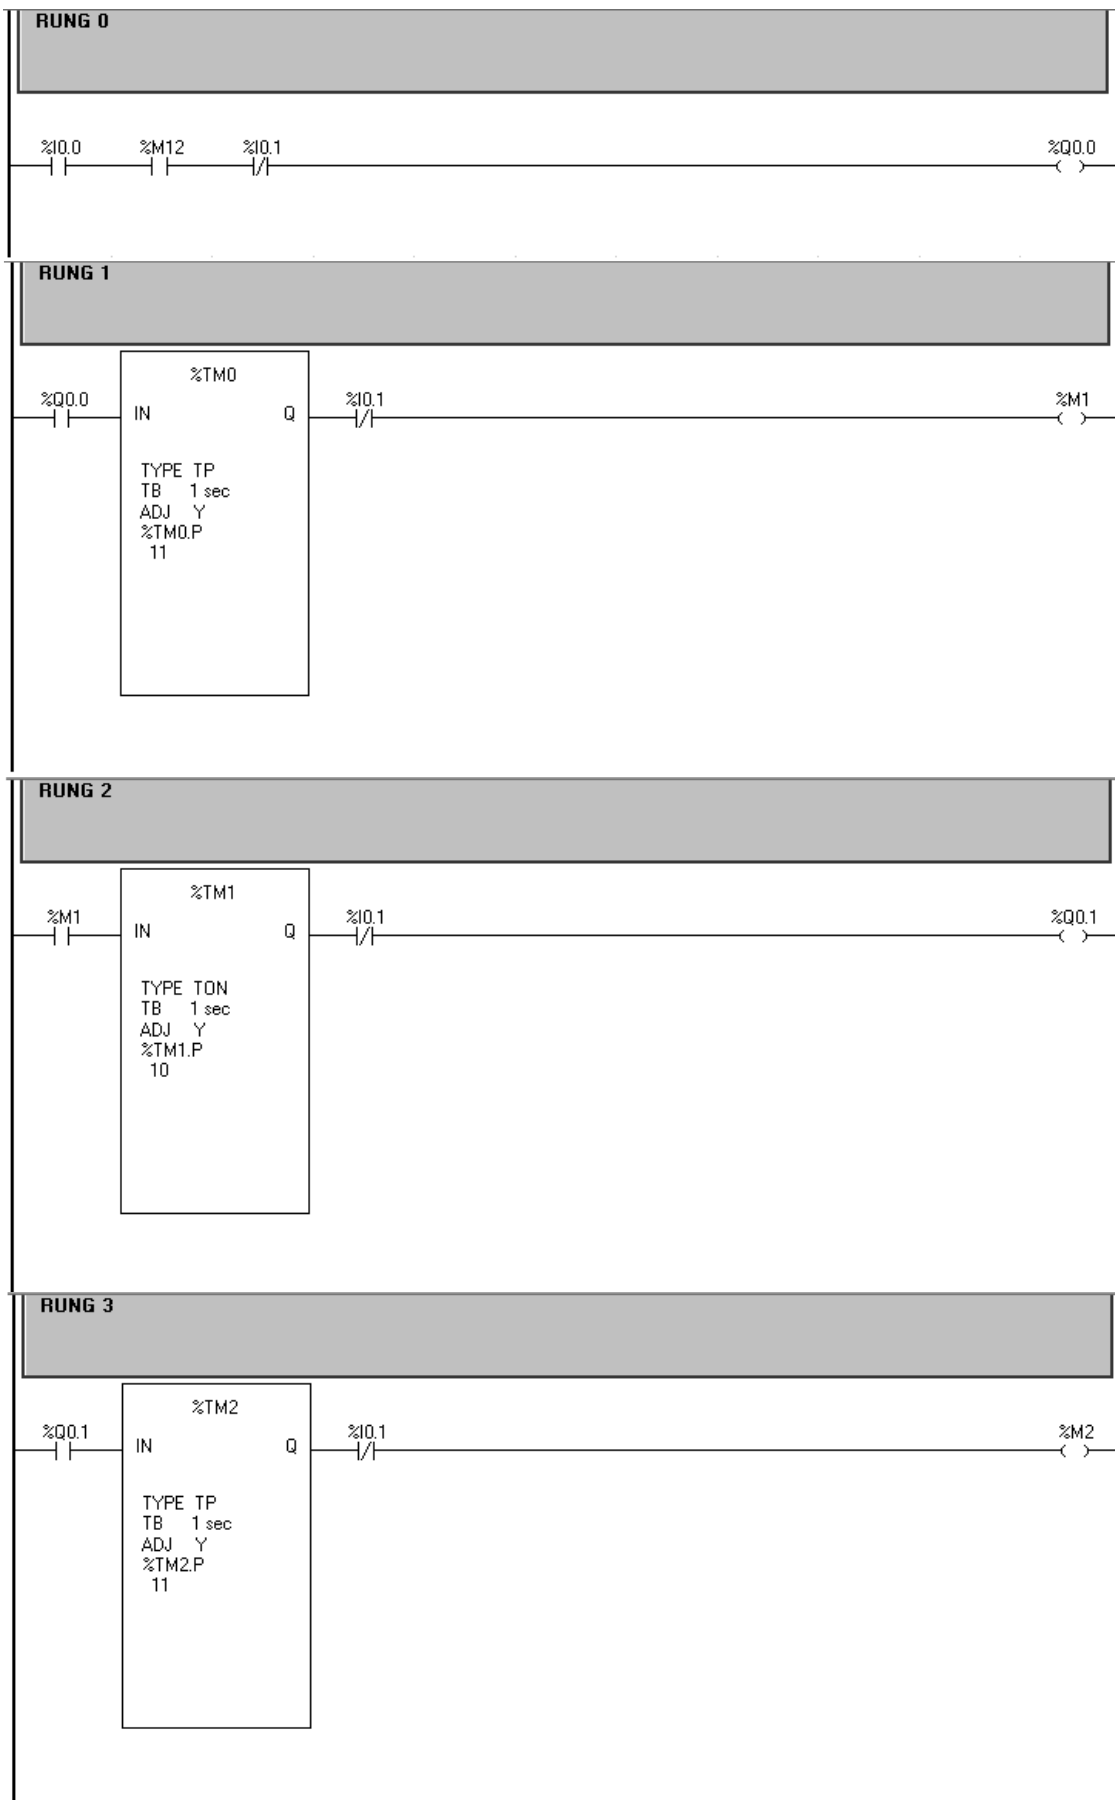 RUNG 0
%I0.0 %M12 %I0.1 %Q0.0
RUNG 1
%TM0
%Q0.0 IN Q %I0.1 %M1
TYPE TP
TB 1 sec
ADJ Y
%TM0.P
11
RUNG 2
%TM1
%M1 IN Q %I0.1 %Q0.1
TYPE TON
TB 1 sec
ADJ Y
%TM1.P
10
RUNG 3
%TM2
%Q0.1 IN Q %I0.1 %M2
TYPE TP
TB 1 sec
ADJ Y
%TM2.P
11